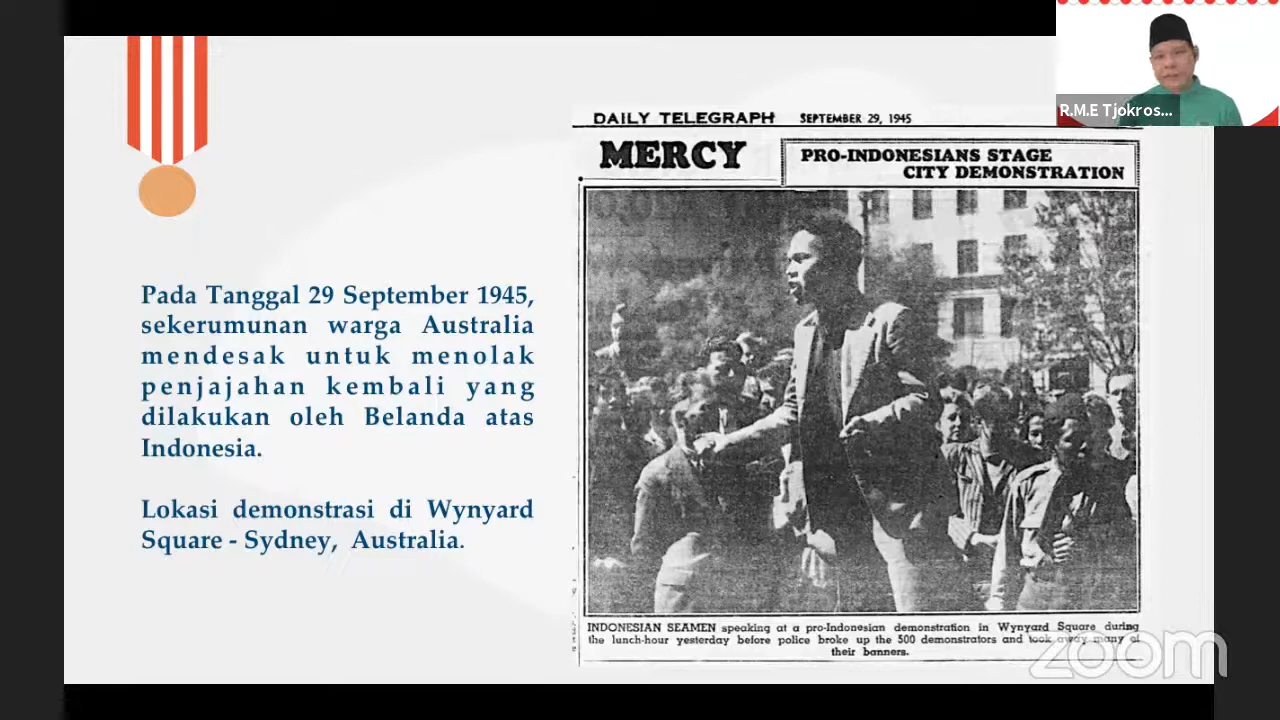 R.M.E Tjokros...
DAILY TELEGRAPH SEPTEMBER 29, 1945
MERCY
PRO-INDONESIANS STAGE
CITY DEMONSTRATION
Pada Tanggal 29 September 1945,
sekerumunan warga Australia
mendesak untuk menolak
penjajahan kembali yang
dilakukan oleh Belanda atas
Indonesia.
Lokasi demonstrasi di Wynyard
Square - Sydney, Australia.
INDONESIAN SEAMEN speaking at a pro-Indonesian demonstration in Wynyard Square during
the lunch-hour yesterday before police broke up the 500 demonstrators and took away many of
their banners.
zoom